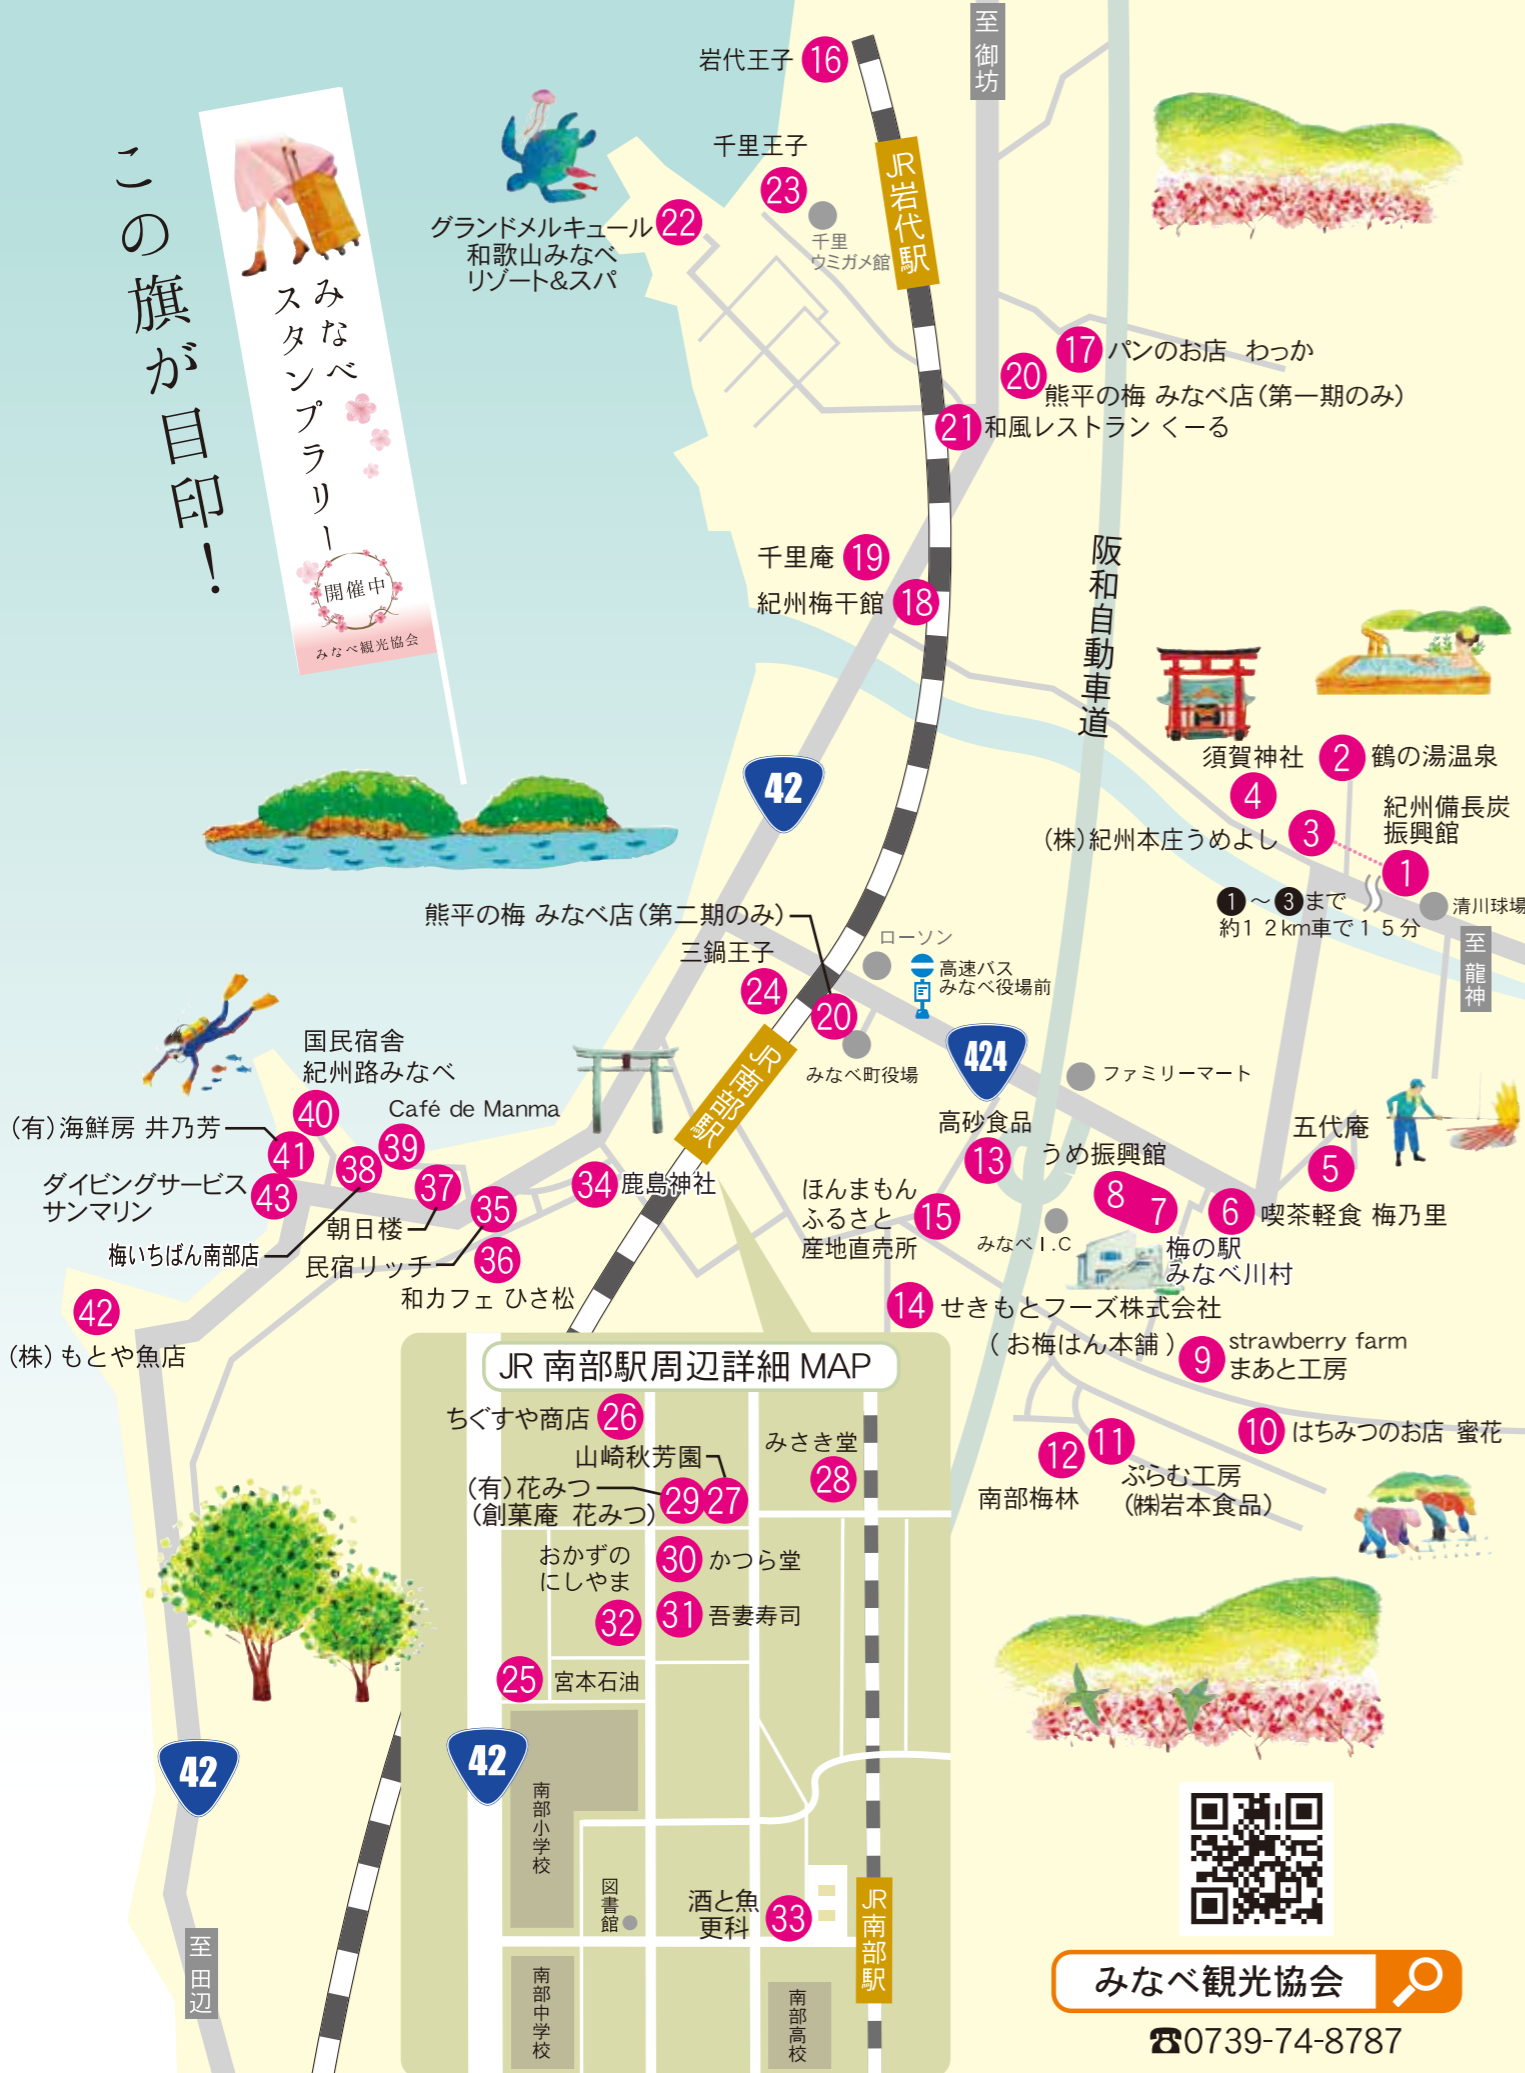 この旗が目印！
みなべ
スタンプラリー
開催中
みなべ観光協会
岩代王子 16
至 御坊
千里王子
23
JR岩代駅
グランドメルキュール 22
和歌山みなべ
リゾート&スパ
千里
ウミガメ館
17 パンのお店 わっか
20 熊平の梅 みなべ店（第一期のみ）
21 和風レストラン くーる
千里庵 19
紀州梅干館 18
阪和自動車道
42
須賀神社
4
2 鶴の湯温泉
紀州備長炭
振興館
1
(株)紀州本庄うめよし 3
1～3まで
約12km車で15分
清川球場
至 龍神
熊平の梅 みなべ店（第二期のみ）
20
三鍋王子
24
ローソン
高速バス
みなべ役場前
みなべ町役場
JR南部駅
424
ファミリーマート
国民宿舎
紀州路みなべ
40
(有)海鮮房 井乃芳
41
Café de Manma
39
ダイビングサービス
サンマリン
43
38
梅いちばん南部店
37
朝日楼
35
民宿リッチ
36
和カフェ ひさ松
34 鹿島神社
42
(株)もとや魚店
高砂食品
13
うめ振興館
8
7
梅の駅
みなべ川村
五代庵
5
6 喫茶軽食 梅乃里
ほんまもん
ふるさと
産地直売所
15
みなべI.C
14 せきもとフーズ株式会社
（お梅はん本舗）
9 strawberry farm
まあと工房
10 はちみつのお店 蜜花
11
ぷらむ工房
（㈱岩本食品）
12
南部梅林
JR 南部駅周辺詳細 MAP
ちぐすや商店 26
山崎秋芳園
27
(有)花みつ
(創菓庵 花みつ)
29
みさき堂
28
おかずの
にしやま
32
30 かつら堂
31 吾妻寿司
25 宮本石油
42
42
南部小学校
図書館
酒と魚
更科
33
JR南部駅
南部中学校
南部高校
至 田辺
みなべ観光協会
☎0739-74-8787